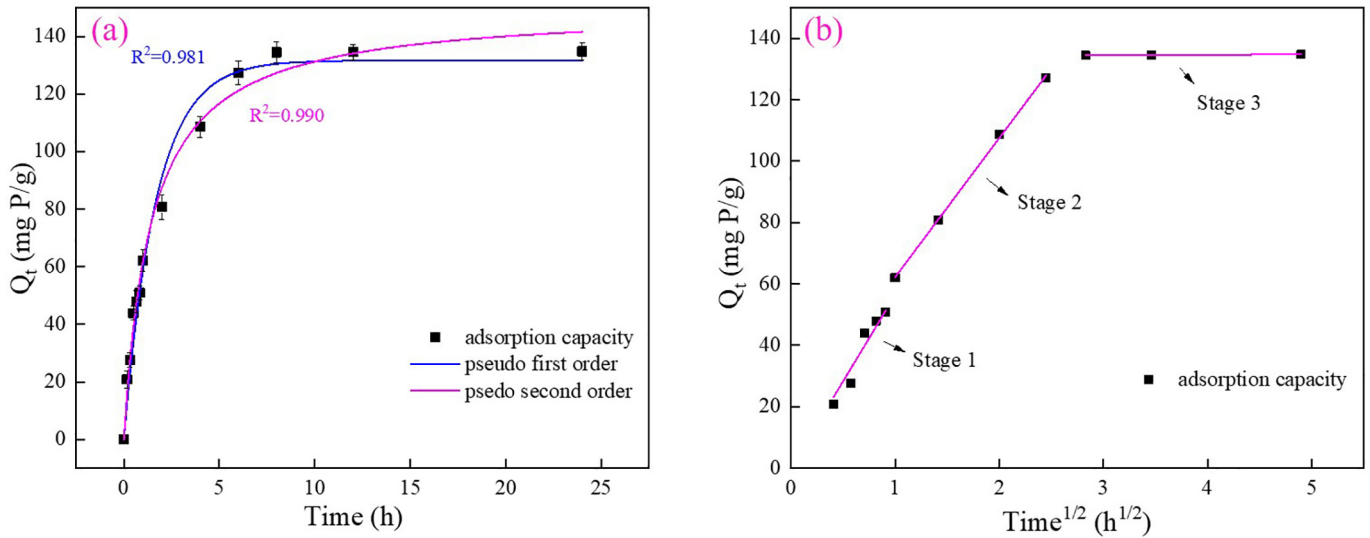 (a)
R²=0.981
R²=0.990
adsorption capacity
pseudo first order
psedo second order
Qt (mg P/g)
140
120
100
80
60
40
20
0
0 5 10 15 20 25
Time (h)
(b)
Stage 3
Stage 2
Stage 1
adsorption capacity
Qt (mg P/g)
140
120
100
80
60
40
20
0
0 1 2 3 4 5
Time1/2 (h1/2)